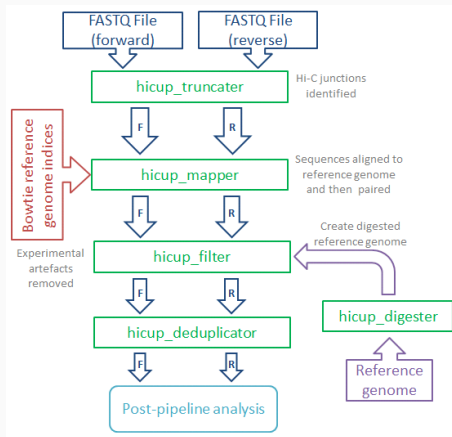 FASTQ File
(forward)
FASTQ File
(reverse)
hicup_truncater
Hi-C junctions
identified
F
R
Bowtie reference
genome indices
hicup_mapper
Sequences aligned to
reference genome
and then paired
F
R
Create digested
reference genome
Experimental
artefacts
removed
hicup_filter
F
R
hicup_digester
hicup_deduplicator
F
R
Reference
genome
Post-pipeline analysis